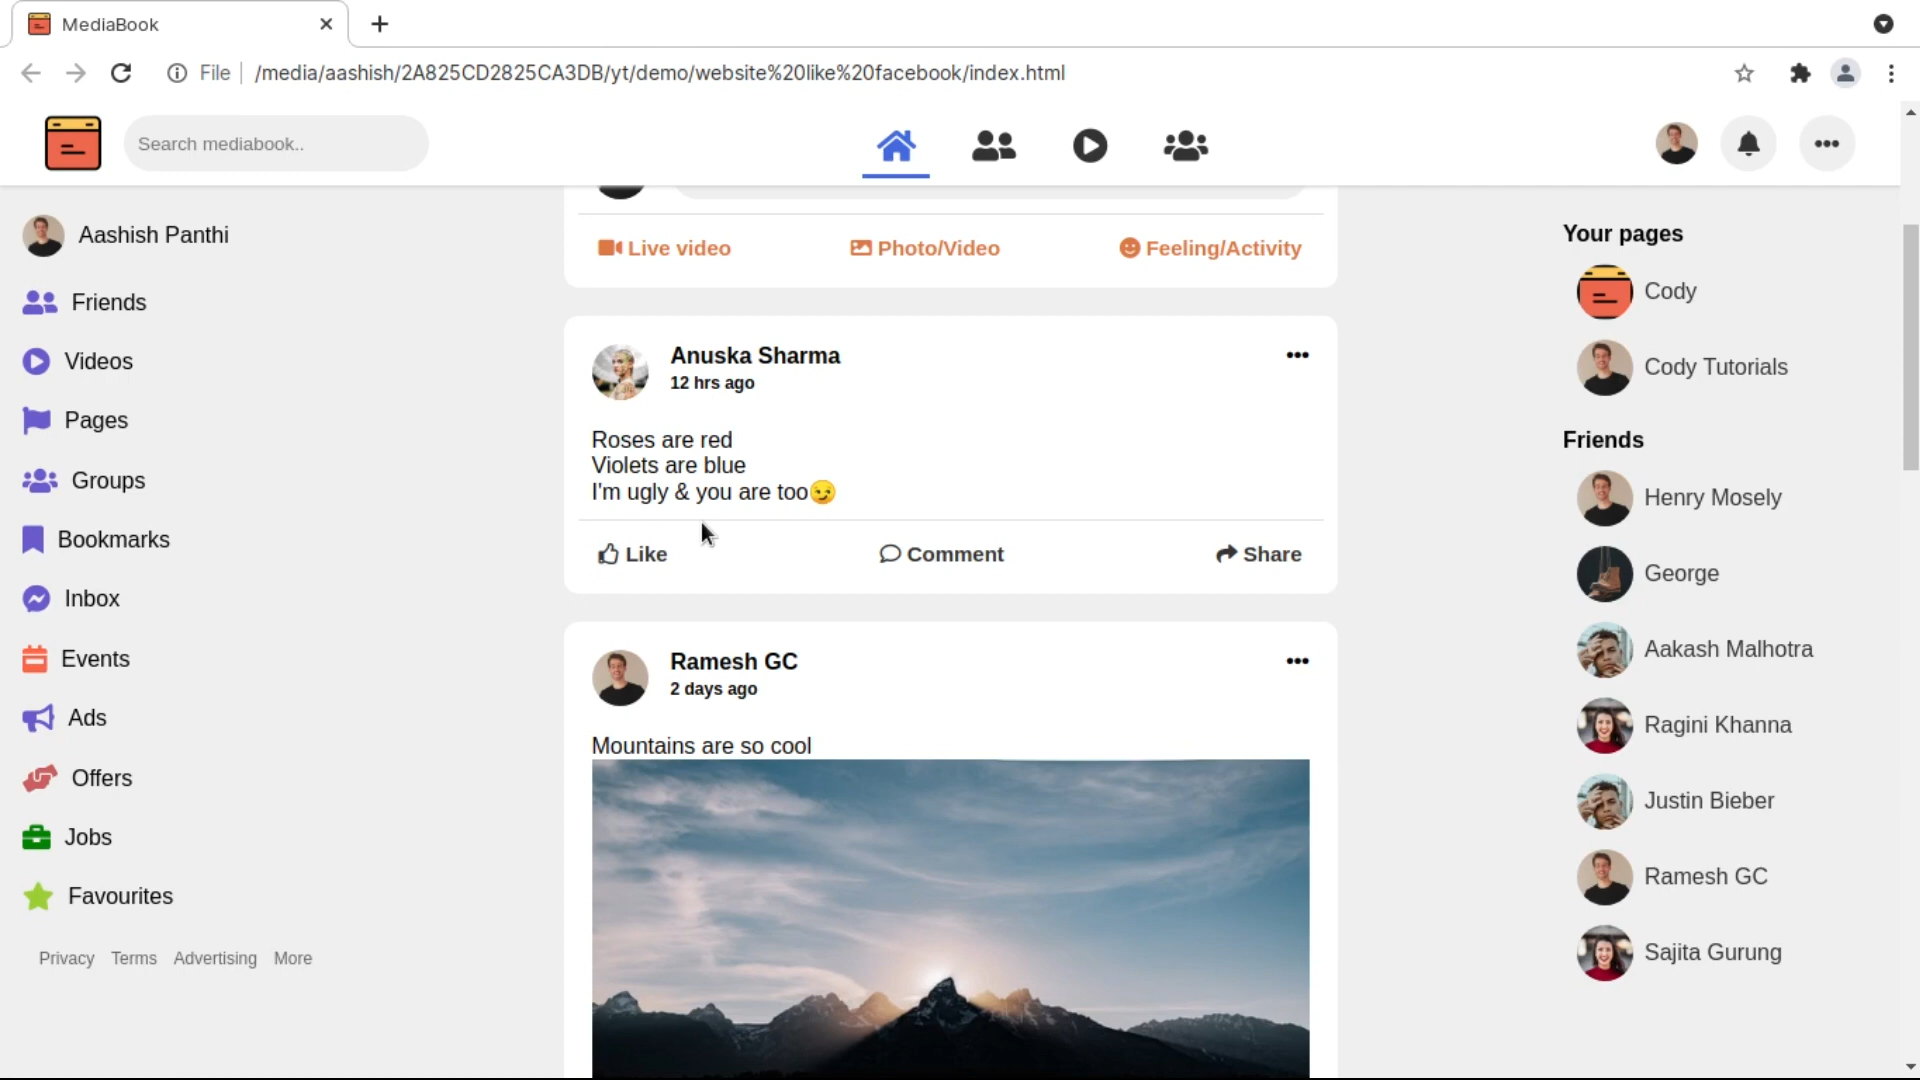 MediaBook
File
/media/aashish/2A825CD2825CA3DB/yt/demo/website%20like%20facebook/index.html
Search mediabook..
Aashish Panthi
Friends
Videos
Pages
Groups
Bookmarks
Inbox
Events
Ads
Offers
Jobs
Favourites
Privacy Terms Advertising More
Live video Photo/Video Feeling/Activity
Anuska Sharma
12 hrs ago
Roses are red
Violets are blue
I'm ugly & you are too😏
Like Comment Share
Ramesh GC
2 days ago
Mountains are so cool
Your pages
Cody
Cody Tutorials
Friends
Henry Mosely
George
Aakash Malhotra
Ragini Khanna
Justin Bieber
Ramesh GC
Sajita Gurung